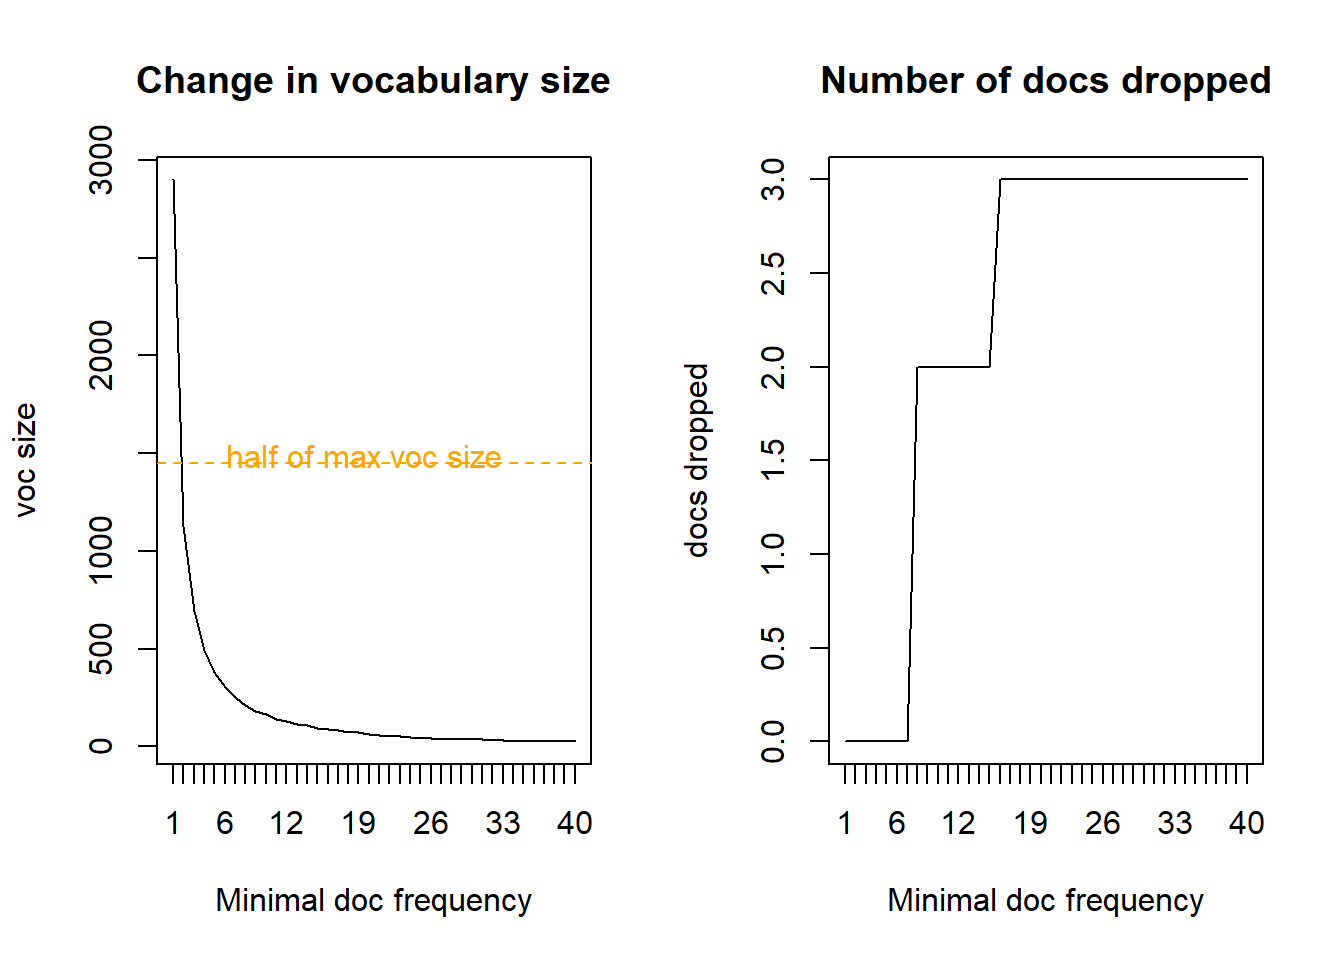 Change in vocabulary size
voc size
3000
2000
1000
500
0
half of max voc size
1 6 12 19 26 33 40
Minimal doc frequency
Number of docs dropped
docs dropped
3.0
2.5
2.0
1.5
1.0
0.5
0.0
1 6 12 19 26 33 40
Minimal doc frequency